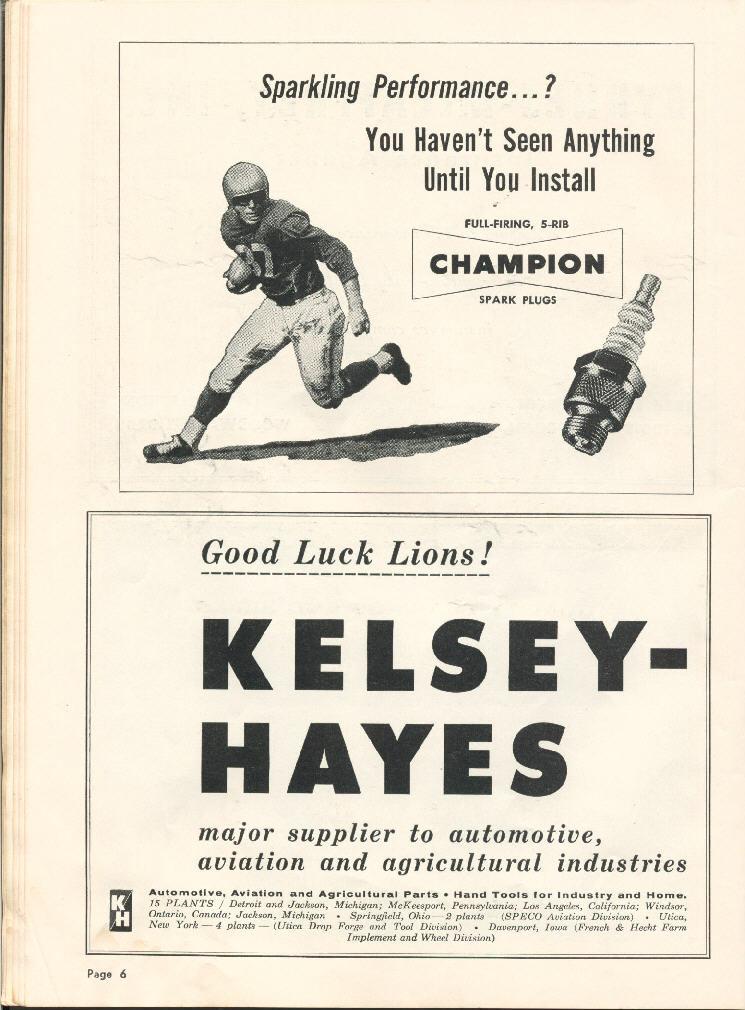 Sparkling Performance...?
You Haven't Seen Anything
Until You Install
FULL-FIRING, 5-RIB
CHAMPION
SPARK PLUGS
Good Luck Lions!
KELSEY-
HAYES
major supplier to automotive,
aviation and agricultural industries
KH
Automotive, Aviation and Agricultural Parts • Hand Tools for Industry and Home.
15 PLANTS / Detroit and Jackson, Michigan; McKeesport, Pennsylvania; Los Angeles, California; Windsor,
Ontario, Canada; Jackson, Michigan • Springfield, Ohio — 2 plants (SPECO Aviation Division) • Utica,
New York — 4 plants — (Utica Drop Forge and Tool Division) • Davenport, Iowa (French & Hecht Farm
Implement and Wheel Division)
Page 6